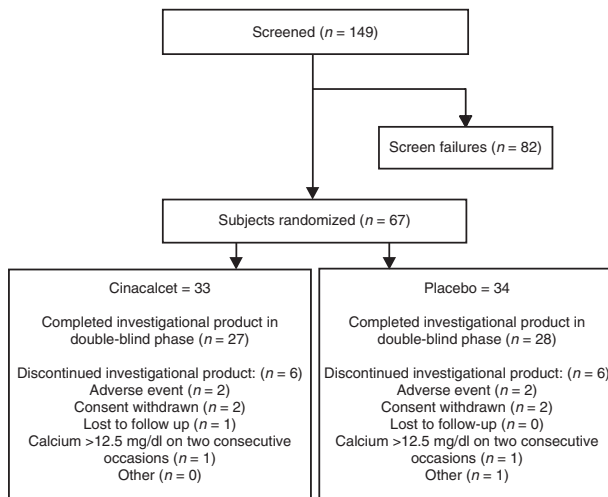 Screened (n = 149)
Screen failures (n = 82)
Subjects randomized (n = 67)
Cinacalcet = 33
Completed investigational product in
double-blind phase (n = 27)
Discontinued investigational product: (n = 6)
Adverse event (n = 2)
Consent withdrawn (n = 2)
Lost to follow up (n = 1)
Calcium >12.5 mg/dl on two consecutive
occasions (n = 1)
Other (n = 0)
Placebo = 34
Completed investigational product in
double-blind phase (n = 28)
Discontinued investigational product: (n = 6)
Adverse event (n = 2)
Consent withdrawn (n = 2)
Lost to follow-up (n = 0)
Calcium >12.5 mg/dl on two consecutive
occasions (n = 1)
Other (n = 1)